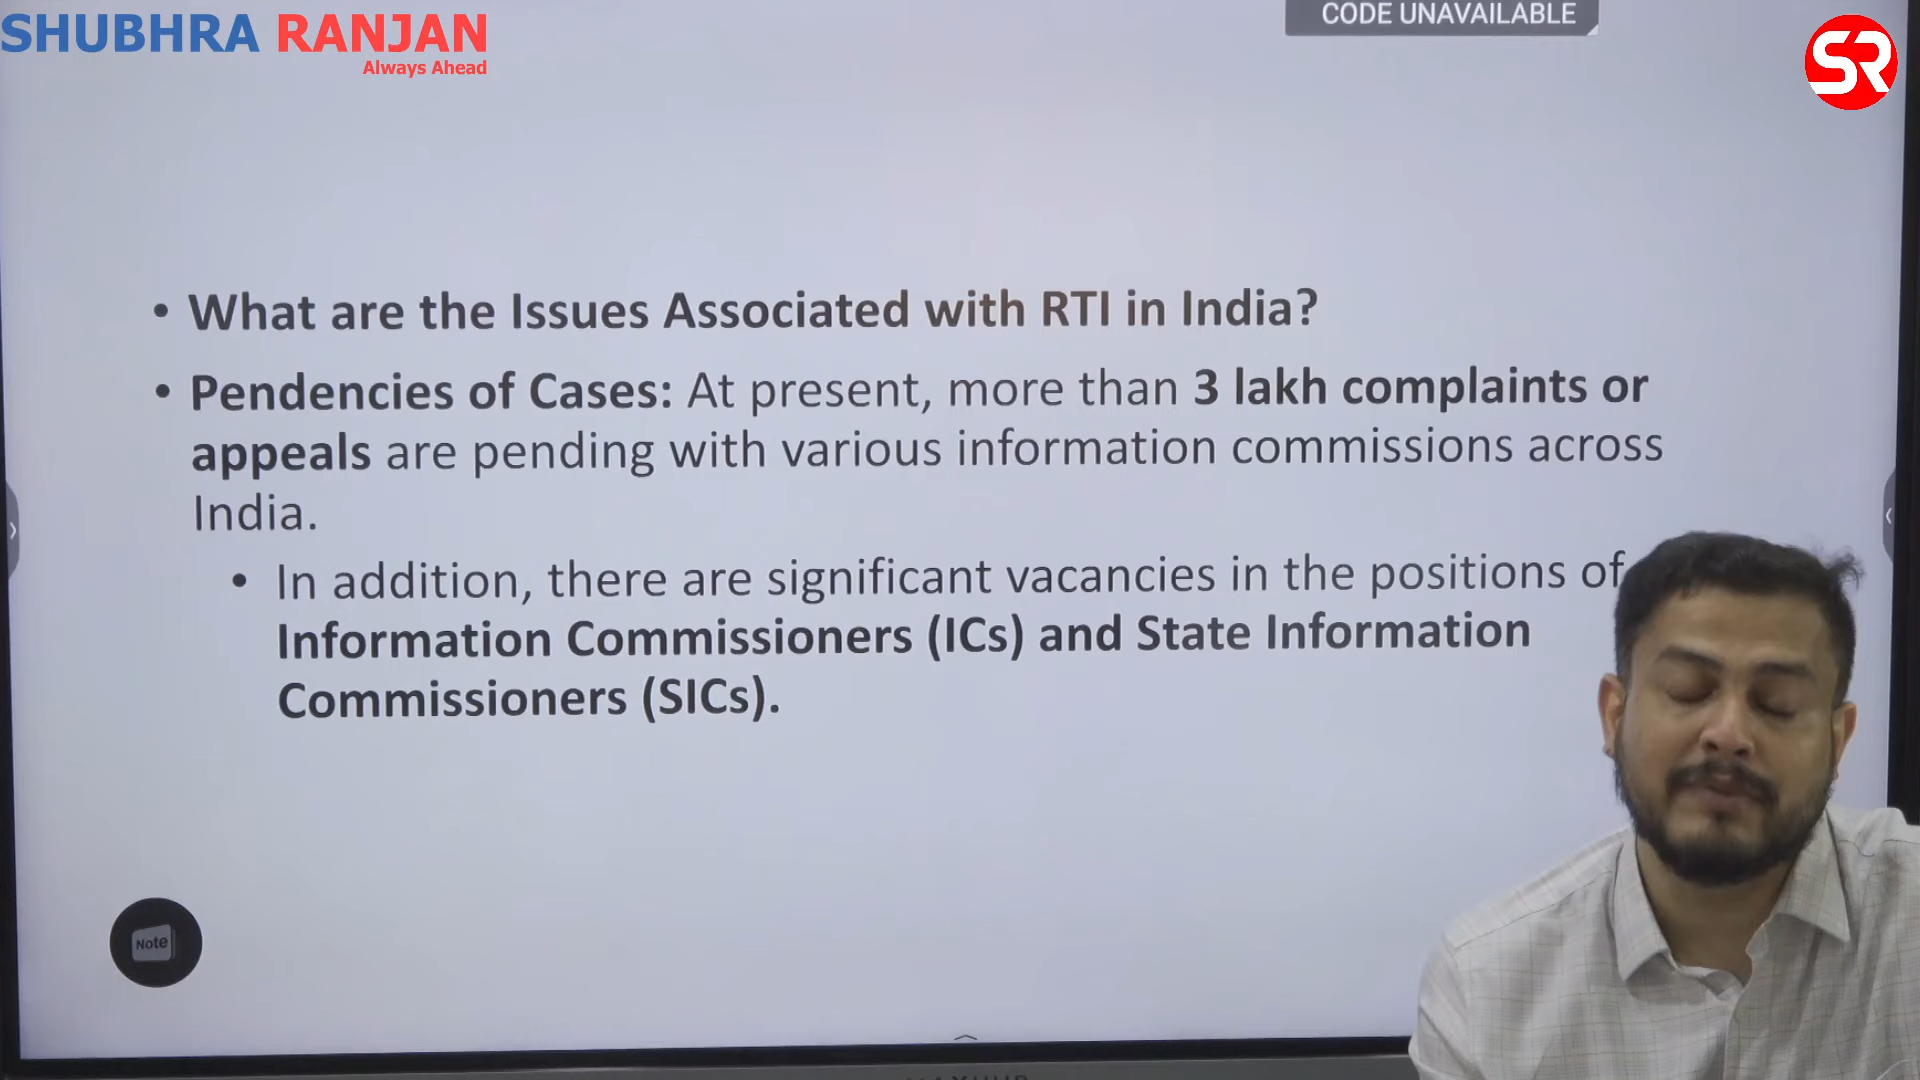 SHUBHRA RANJAN
Always Ahead
CODE UNAVAILABLE
SR
• What are the Issues Associated with RTI in India?
• Pendencies of Cases: At present, more than 3 lakh complaints or
appeals are pending with various information commissions across
India.
• In addition, there are significant vacancies in the positions of
Information Commissioners (ICs) and State Information
Commissioners (SICs).
Note